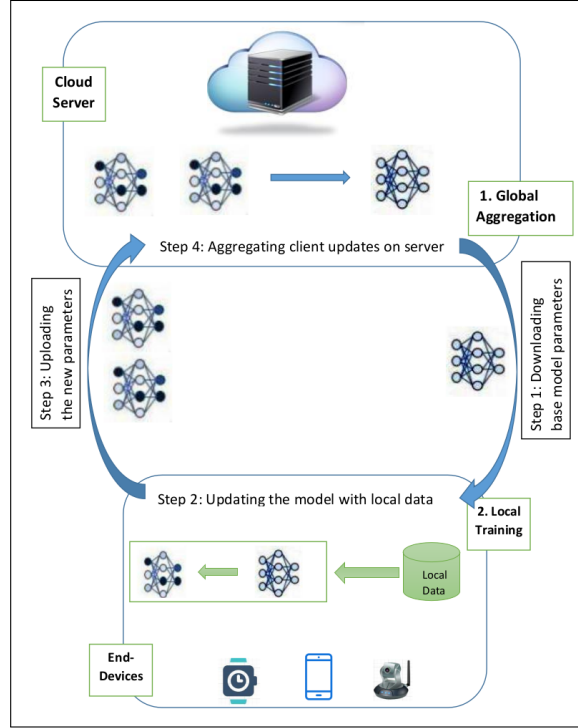 Cloud
Server
1. Global
Aggregation
Step 4: Aggregating client updates on server
Step 3: Uploading
the new parameters
Step 1: Downloading
base model parameters
Step 2: Updating the model with local data
2. Local
Training
Local
Data
End-
Devices